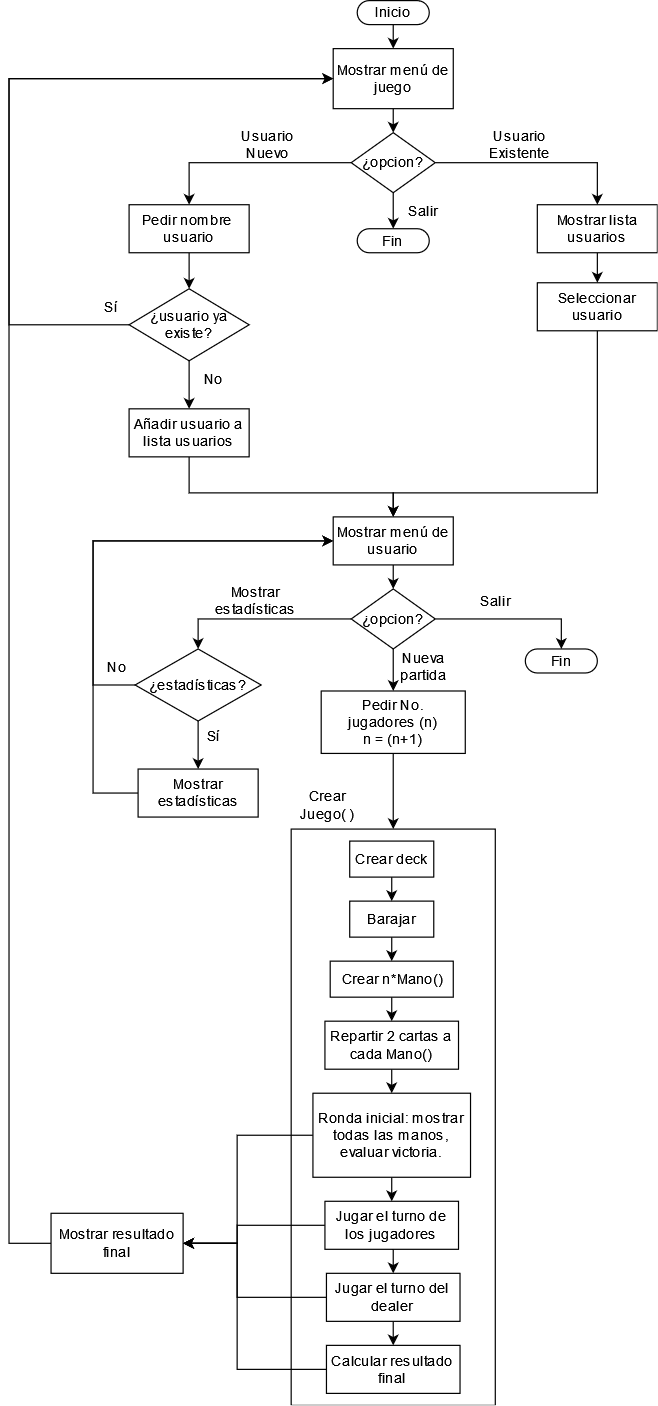 Inicio
Mostrar menú de
juego
Usuario
Nuevo
¿opcion?
Usuario
Existente
Salir
Fin
Pedir nombre
usuario
Mostrar lista
usuarios
Seleccionar
usuario
Sí
¿usuario ya
existe?
No
Añadir usuario a
lista usuarios
Mostrar menú de
usuario
Mostrar
estadísticas
¿opcion?
Salir
Fin
Nueva
partida
No
¿estadísticas?
Sí
Mostrar
estadísticas
Pedir No.
jugadores (n)
n = (n+1)
Crear
Juego( )
Crear deck
Barajar
Crear n*Mano()
Repartir 2 cartas a
cada Mano()
Ronda inicial: mostrar
todas las manos,
evaluar victoria.
Jugar el turno de
los jugadores
Mostrar resultado
final
Jugar el turno del
dealer
Calcular resultado
final